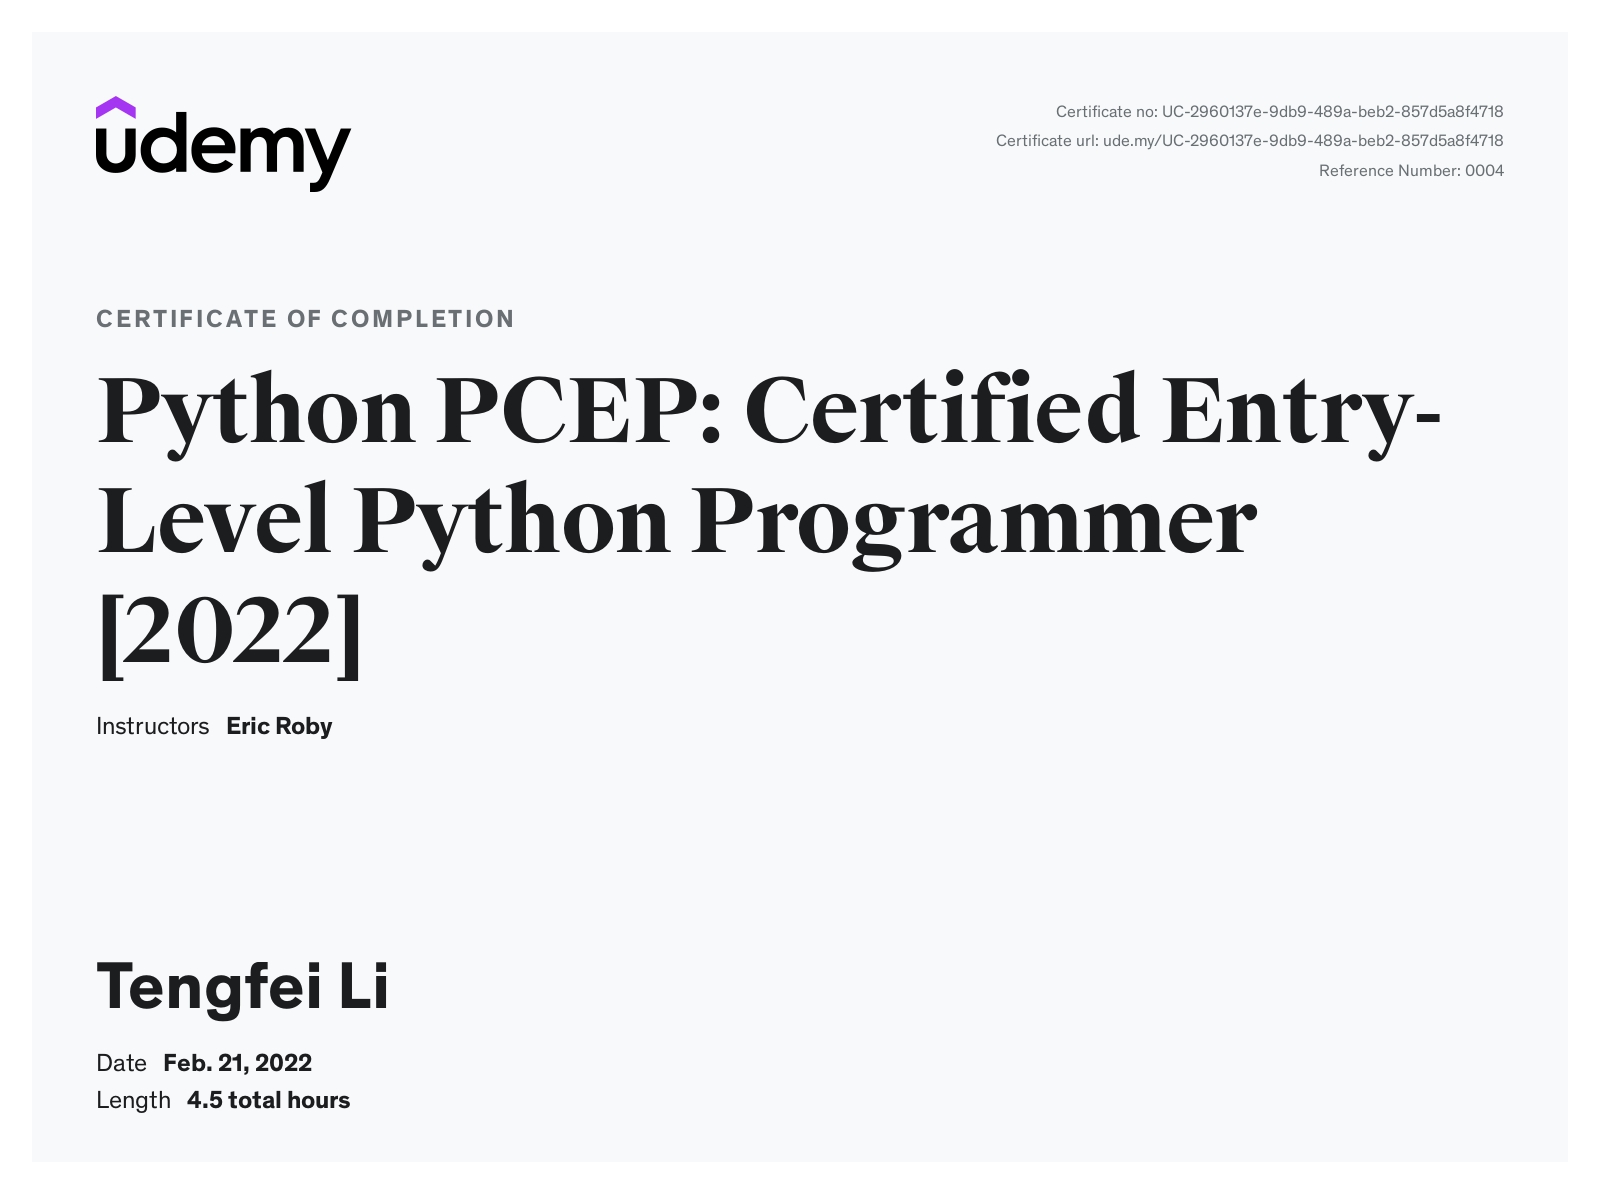 udemy
Certificate no: UC-2960137e-9db9-489a-beb2-857d5a8f4718
Certificate url: ude.my/UC-2960137e-9db9-489a-beb2-857d5a8f4718
Reference Number: 0004
CERTIFICATE OF COMPLETION
Python PCEP: Certified Entry-
Level Python Programmer
[2022]
Instructors Eric Roby
Tengfei Li
Date Feb. 21, 2022
Length 4.5 total hours